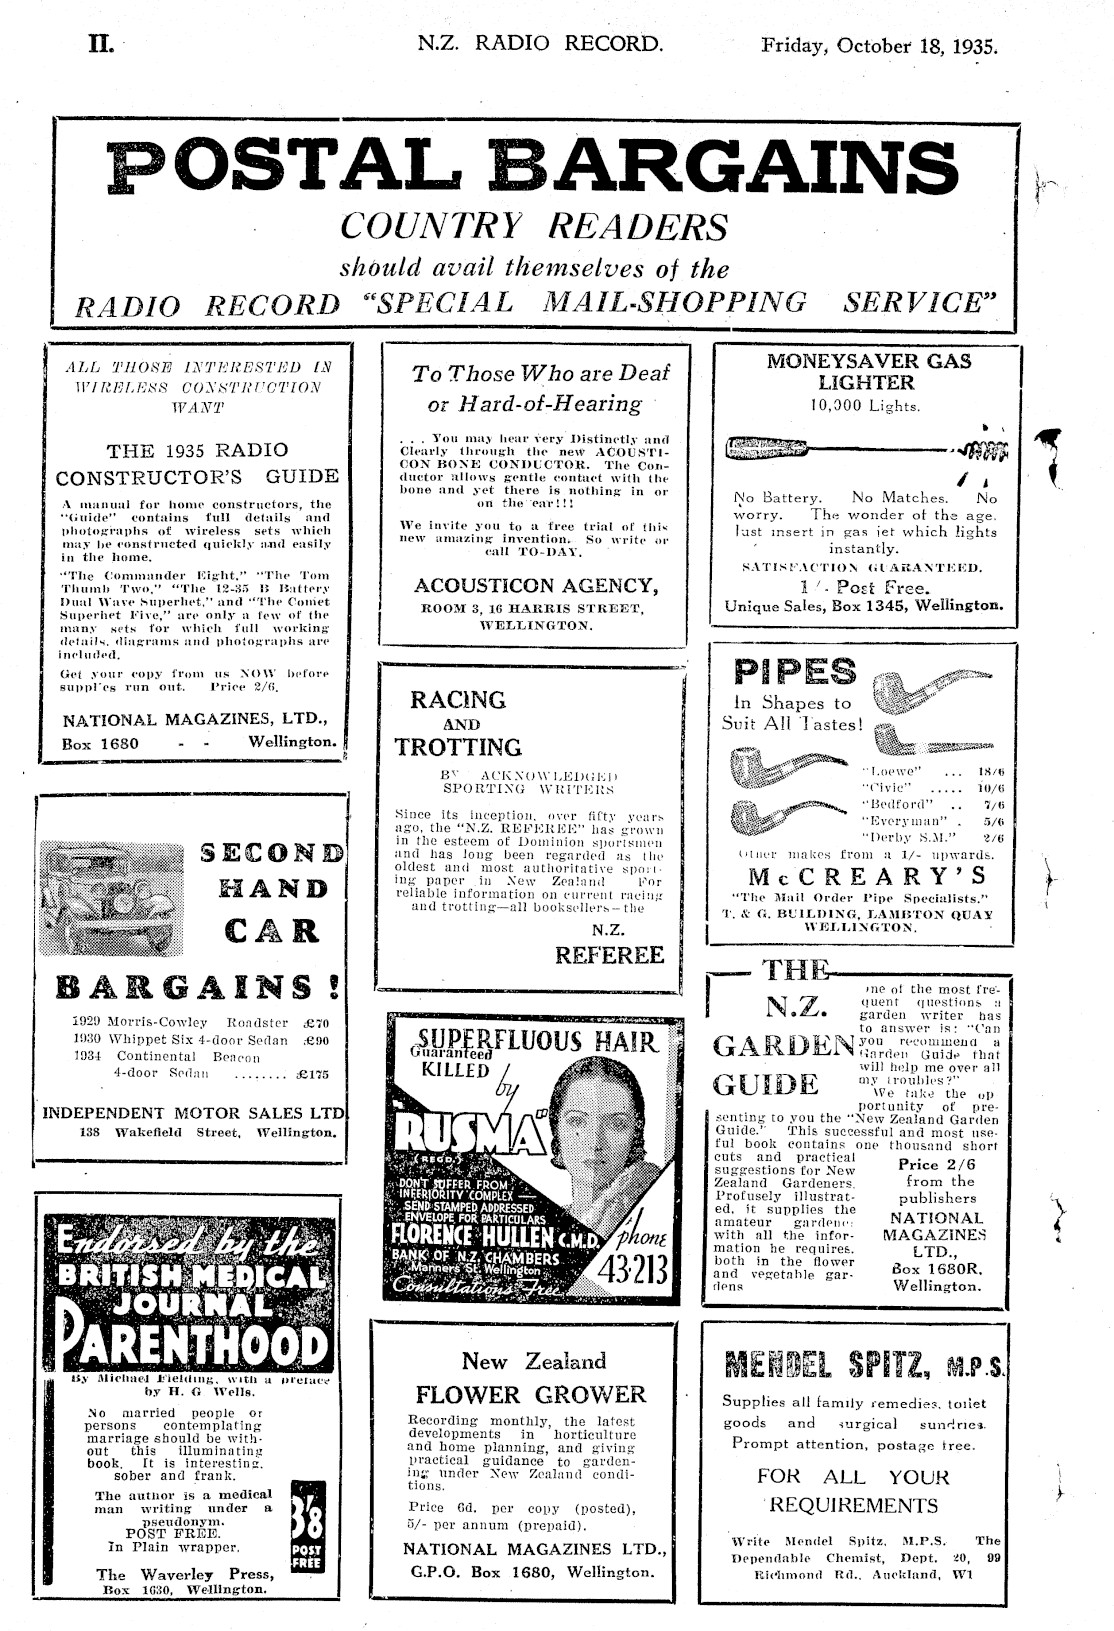 II.
N.Z. RADIO RECORD.
Friday, October 18, 1935.
POSTAL BARGAINS
COUNTRY READERS
should avail themselves of the
RADIO RECORD "SPECIAL MAIL-SHOPPING SERVICE"
ALL THOSE INTERESTED IN
WIRELESS CONSTRUCTION
WANT
THE 1935 RADIO
CONSTRUCTOR'S GUIDE
A manual for home constructors, the
"Guide" contains full details and
photographs of wireless sets which
may be constructed quickly and easily
in the home.
"The Commander Eight," "The Tom
Thumb Two," "The 12-35 B Battery
Dual Wave Superhet," and "The Comet
Superhet Five," are only a few of the
many sets for which full working
details, diagrams and photographs are
included.
Get your copy from us NOW before
supplies run out. Price 2/6.
NATIONAL MAGAZINES, LTD.,
Box 1680 - - Wellington.
SECOND
HAND
CAR
BARGAINS!
1929 Morris-Cowley Roadster £70
1930 Whippet Six 4-door Sedan £90
1934 Continental Beacon
4-door Sedan ........ £175
INDEPENDENT MOTOR SALES LTD
138 Wakefield Street, Wellington.
Endorsed by the
BRITISH MEDICAL
JOURNAL
PARENTHOOD
By Michael Fielding, with a preface
by H. G Wells.
No married people or
persons contemplating
marriage should be with-
out this illuminating
book. It is interesting,
sober and frank.
The author is a medical
man writing under a
pseudonym.
POST FREE.
In Plain wrapper.
3/8
POST
FREE
The Waverley Press,
Box 1630, Wellington.
To Those Who are Deaf
or Hard-of-Hearing
. . . You may hear very Distinctly and
Clearly through the new ACOUSTI-
CON BONE CONDUCTOR. The Con-
ductor allows gentle contact with the
bone and yet there is nothing in or
on the ear!!!
We invite you to a free trial of this
new amazing invention. So write or
call TO-DAY.
ACOUSTICON AGENCY,
ROOM 3, 16 HARRIS STREET,
WELLINGTON.
RACING
AND
TROTTING
BY ACKNOWLEDGED
SPORTING WRITERS
Since its inception, over fifty years
ago, the "N.Z. REFEREE" has grown
in the esteem of Dominion sportsmen
and has long been regarded as the
oldest and most authoritative sport-
ing paper in New Zealand For
reliable information on current racing
and trotting—all booksellers—the
N.Z.
REFEREE
SUPERFLUOUS HAIR
Guaranteed
KILLED by
"RUSMA"
(REGD.)
DON'T SUFFER FROM
INFERIORITY COMPLEX —
SEND STAMPED ADDRESSED
ENVELOPE FOR PARTICULARS
FLORENCE HULLEN C.M.D.
BANK OF N.Z. CHAMBERS
Manners St. Wellington
Consultations Free
'phone
43·213
New Zealand
FLOWER GROWER
Recording monthly, the latest
developments in horticulture
and home planning, and giving
practical guidance to garden-
ing under New Zealand condi-
tions.
Price 6d. per copy (posted),
5/- per annum (prepaid).
NATIONAL MAGAZINES LTD.,
G.P.O. Box 1680, Wellington.
MONEYSAVER GAS
LIGHTER
10,000 Lights.
No Battery. No Matches. No
worry. The wonder of the age.
Just insert in gas jet which lights
instantly.
SATISFACTION GUARANTEED.
1/- Post Free.
Unique Sales, Box 1345, Wellington.
PIPES
In Shapes to
Suit All Tastes!
"Loewe" ... 18/6
"Civic" ..... 10/6
"Bedford" .. 7/6
"Everyman" . 5/6
"Derby S.M." 2/6
Other makes from a 1/- upwards.
McCREARY'S
"The Mail Order Pipe Specialists."
T. & G. BUILDING, LAMBTON QUAY
WELLINGTON.
THE
N.Z.
GARDEN
GUIDE
One of the most fre-
quent questions a
garden writer has
to answer is: "Can
you recommend a
Garden Guide that
will help me over all
my troubles?"
We take the op
portunity of pre-
senting to you the "New Zealand Garden
Guide." This successful and most use-
ful book contains one thousand short
cuts and practical
suggestions for New
Zealand Gardeners.
Profusely illustrat-
ed, it supplies the
amateur gardener
with all the infor-
mation he requires,
both in the flower
and vegetable gar-
dens
Price 2/6
from the
publishers
NATIONAL
MAGAZINES
LTD.,
Box 1680R,
Wellington.
MENDEL SPITZ, M.P.S.
Supplies all family remedies, toilet
goods and surgical sundries.
Prompt attention, postage free.
FOR ALL YOUR
REQUIREMENTS
Write Mendel Spitz, M.P.S. The
Dependable Chemist, Dept. 20, 99
Richmond Rd., Auckland, W1